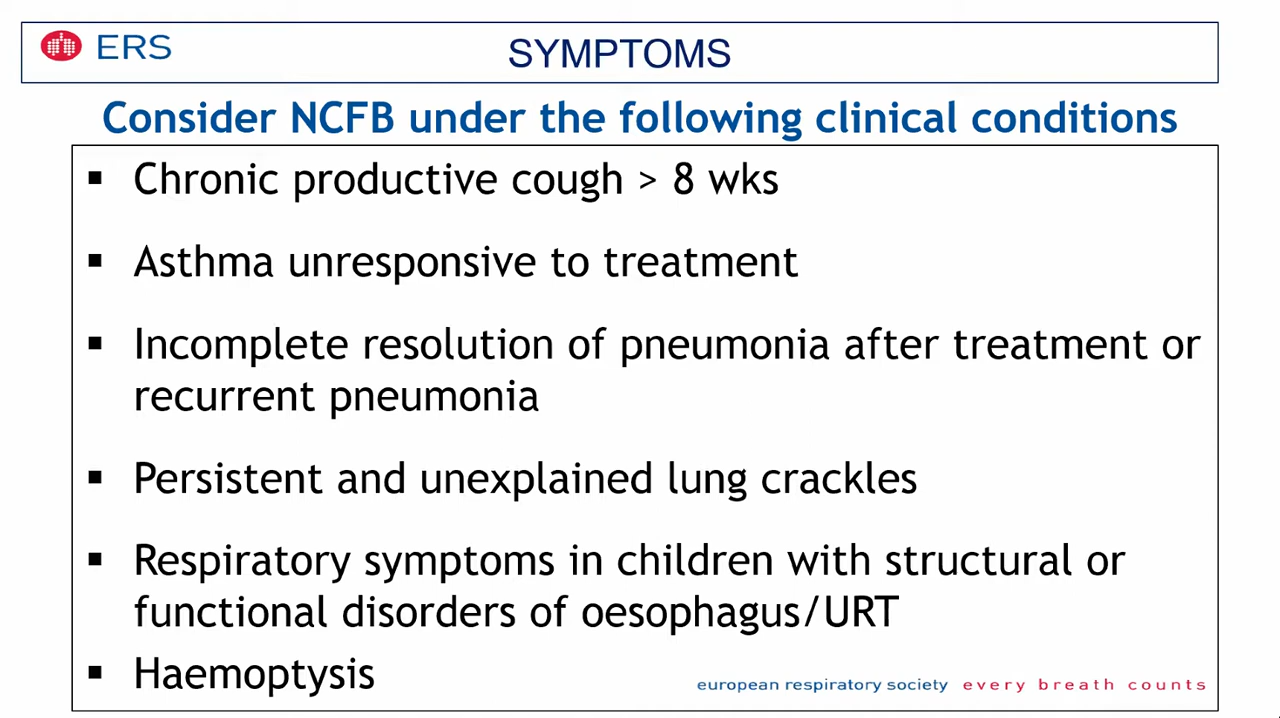 ERS
SYMPTOMS
Consider NCFB under the following clinical conditions
▪ Chronic productive cough > 8 wks
▪ Asthma unresponsive to treatment
▪ Incomplete resolution of pneumonia after treatment or
recurrent pneumonia
▪ Persistent and unexplained lung crackles
▪ Respiratory symptoms in children with structural or
functional disorders of oesophagus/URT
▪ Haemoptysis
european respiratory society every breath counts